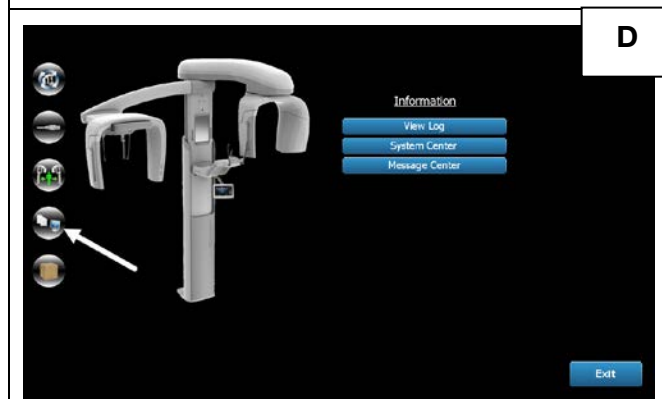 D
Information
View Log
System Center
Message Center
Exit